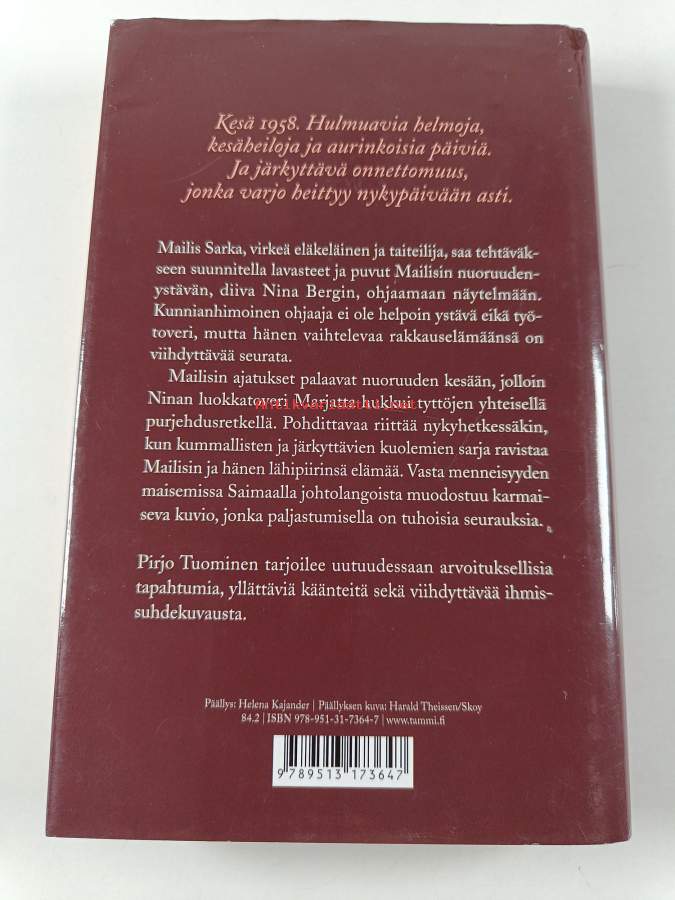 Kesä 1958. Hulmuavia helmoja,
kesäheiloja ja aurinkoisia päiviä.
Ja järkyttävä onnettomuus,
jonka varjo heittyy nykypäivään asti.
Mailis Sarka, virkeä eläkeläinen ja taiteilija, saa tehtäväk-
seen suunnitella lavasteet ja puvut Mailisin nuoruuden-
ystävän, diiva Nina Bergin, ohjaamaan näytelmään.
Kunnianhimoinen ohjaaja ei ole helpoin ystävä eikä työ-
toveri, mutta hänen vaihtelevaa rakkauselämäänsä on
viihdyttävää seurata.
Mailisin ajatukset palaavat nuoruuden kesään, jolloin
Ninan luokkatoveri Marjatta hukkui tyttöjen yhteisellä
purjehdusretkellä. Pohdittavaa riittää nykyhetkessäkin,
kun kummallisten ja järkyttävien kuolemien sarja ravistaa
Mailisin ja hänen lähipiirinsä elämää. Vasta menneisyyden
maisemissa Saimaalla johtolangoista muodostuu karmai-
seva kuvio, jonka paljastumisella on tuhoisia seurauksia.
Pirjo Tuominen tarjoilee uutuudessaan arvoituksellisia
tapahtumia, yllättäviä käänteitä sekä viihdyttävää ihmis-
suhdekuvausta.
Päällys: Helena Kajander | Päällyksen kuva: Harald Theissen/Skoy
84.2 | ISBN 978-951-31-7364-7 | www.tammi.fi
9 789513 173647